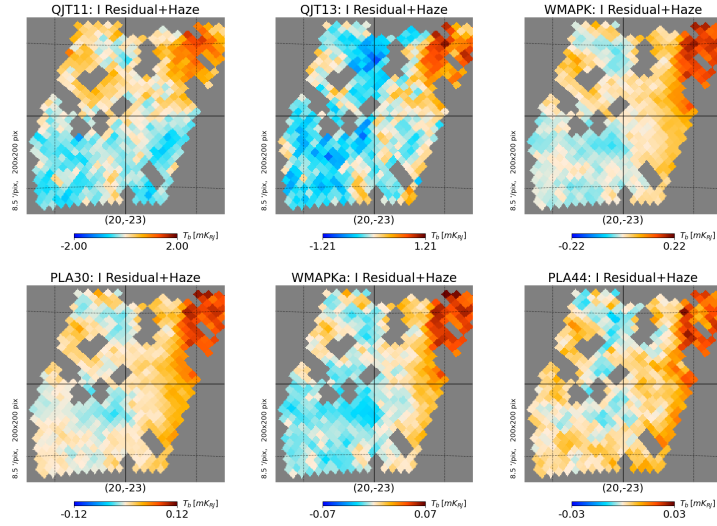 QJT11: I Residual+Haze
QJT13: I Residual+Haze
WMAPK: I Residual+Haze
8.5 '/pix, 200x200 pix
8.5 '/pix, 200x200 pix
8.5 '/pix, 200x200 pix
(20,-23)
(20,-23)
(20,-23)
T_b [mK_RJ]
T_b [mK_RJ]
T_b [mK_RJ]
-2.00 2.00
-1.21 1.21
-0.22 0.22
PLA30: I Residual+Haze
WMAPKa: I Residual+Haze
PLA44: I Residual+Haze
8.5 '/pix, 200x200 pix
8.5 '/pix, 200x200 pix
8.5 '/pix, 200x200 pix
(20,-23)
(20,-23)
(20,-23)
T_b [mK_RJ]
T_b [mK_RJ]
T_b [mK_RJ]
-0.12 0.12
-0.07 0.07
-0.03 0.03